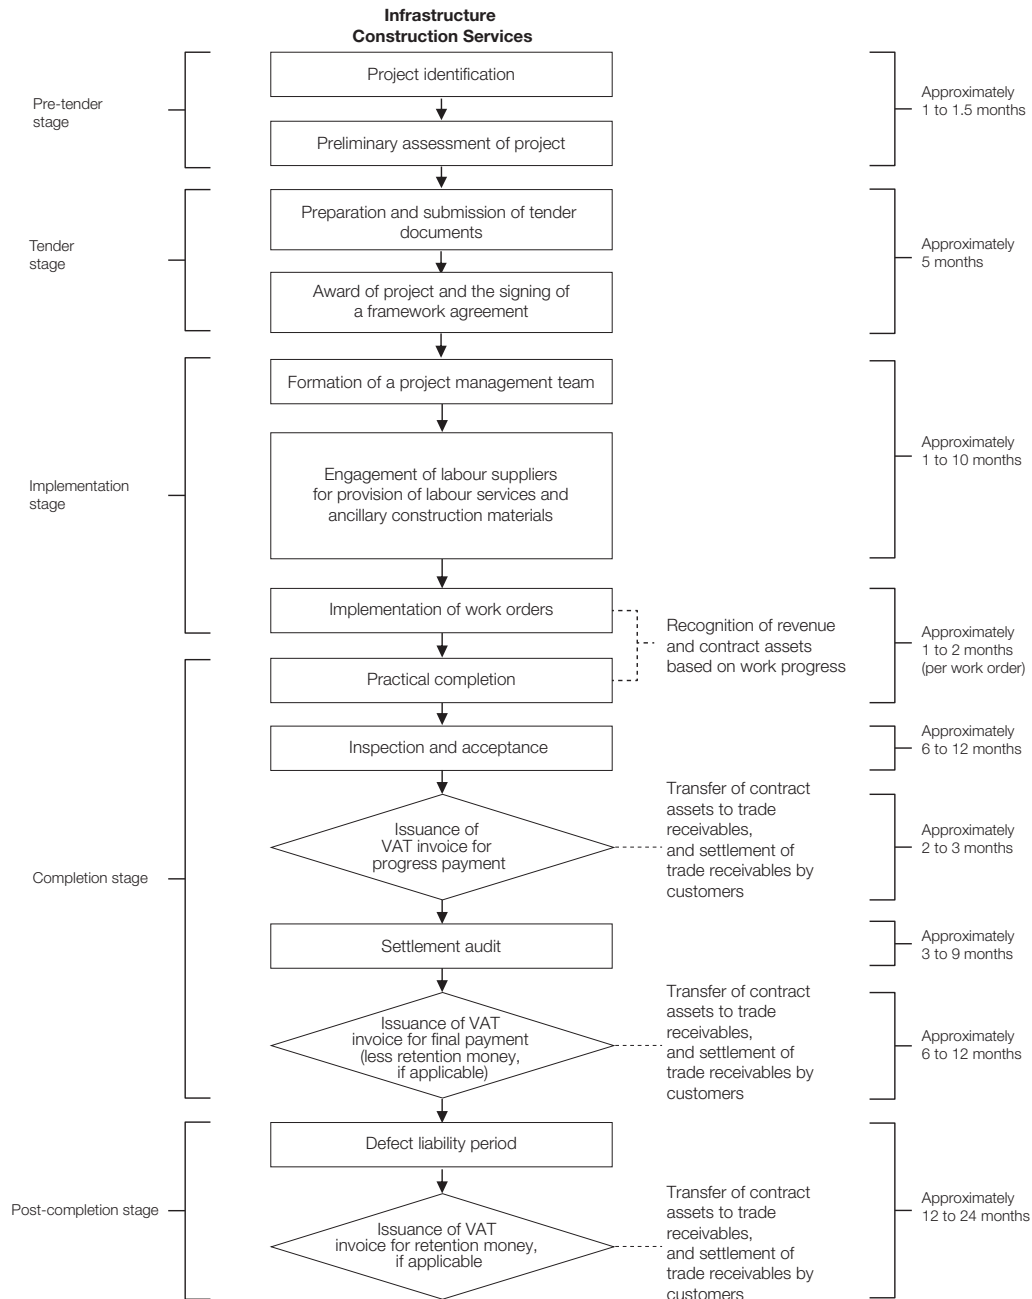 Infrastructure
Construction Services
Pre-tender
stage
Project identification
Preliminary assessment of project
Approximately
1 to 1.5 months
Tender
stage
Preparation and submission of tender
documents
Award of project and the signing of
a framework agreement
Approximately
5 months
Implementation
stage
Formation of a project management team
Engagement of labour suppliers
for provision of labour services and
ancillary construction materials
Approximately
1 to 10 months
Implementation of work orders
Recognition of revenue
and contract assets
based on work progress
Approximately
1 to 2 months
(per work order)
Completion stage
Practical completion
Inspection and acceptance
Approximately
6 to 12 months
Issuance of
VAT invoice for
progress payment
Transfer of contract
assets to trade
receivables,
and settlement of
trade receivables by
customers
Approximately
2 to 3 months
Settlement audit
Approximately
3 to 9 months
Issuance of VAT
invoice for final payment
(less retention money,
if applicable)
Transfer of contract
assets to trade
receivables,
and settlement of
trade receivables by
customers
Approximately
6 to 12 months
Post-completion stage
Defect liability period
Issuance of VAT
invoice for retention money,
if applicable
Transfer of contract
assets to trade
receivables,
and settlement of
trade receivables by
customers
Approximately
12 to 24 months